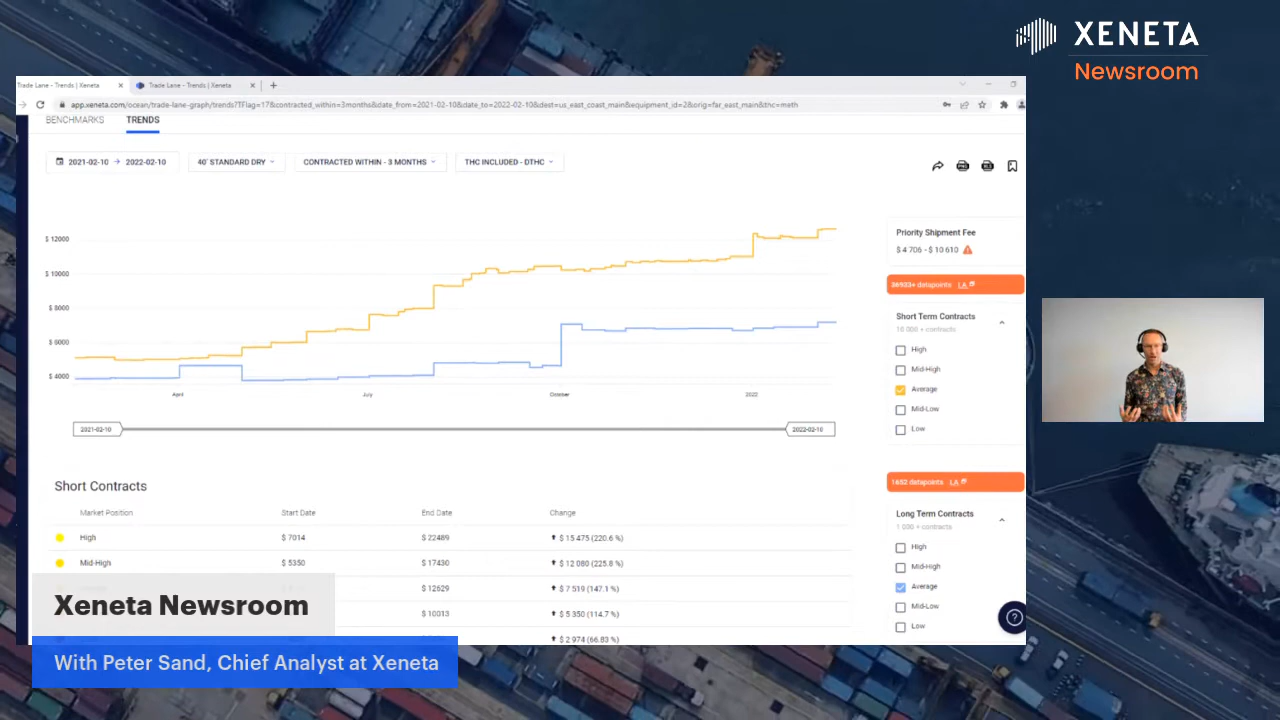 XENETA
Newsroom
Trade Lane - Trends | Xeneta
Trade Lane - Trends | Xeneta
app.xeneta.com/ocean/trade-lane-graph/trends?TFlag=17&contracted_within=3months&date_from=2021-02-10&date_to=2022-02-10&dest=us_east_coast_main&equipment_id=2&orig=far_east_main&thc=meth
BENCHMARKS TRENDS
2021-02-10 → 2022-02-10 40' STANDARD DRY CONTRACTED WITHIN - 3 MONTHS THC INCLUDED - DTHC
$ 12000
$ 10000
$ 8000
$ 6000
$ 4000
April July October 2022
2021-02-10 2022-02-10
Priority Shipment Fee
$ 4 706 - $ 10 610
36933+ datapoints LA
Short Term Contracts
10 000 + contracts
High
Mid-High
Average
Mid-Low
Low
1652 datapoints LA
Long Term Contracts
1 000 + contracts
High
Mid-High
Average
Mid-Low
Low
Short Contracts
Market Position Start Date End Date Change
High $ 7014 $ 22489 $ 15 475 (220.6 %)
Mid-High $ 5350 $ 17430 $ 12 080 (225.8 %)
$ 12629 $ 7 519 (147.1 %)
$ 10013 $ 5 350 (114.7 %)
$ 2 974 (66.83 %)
Xeneta Newsroom
With Peter Sand, Chief Analyst at Xeneta